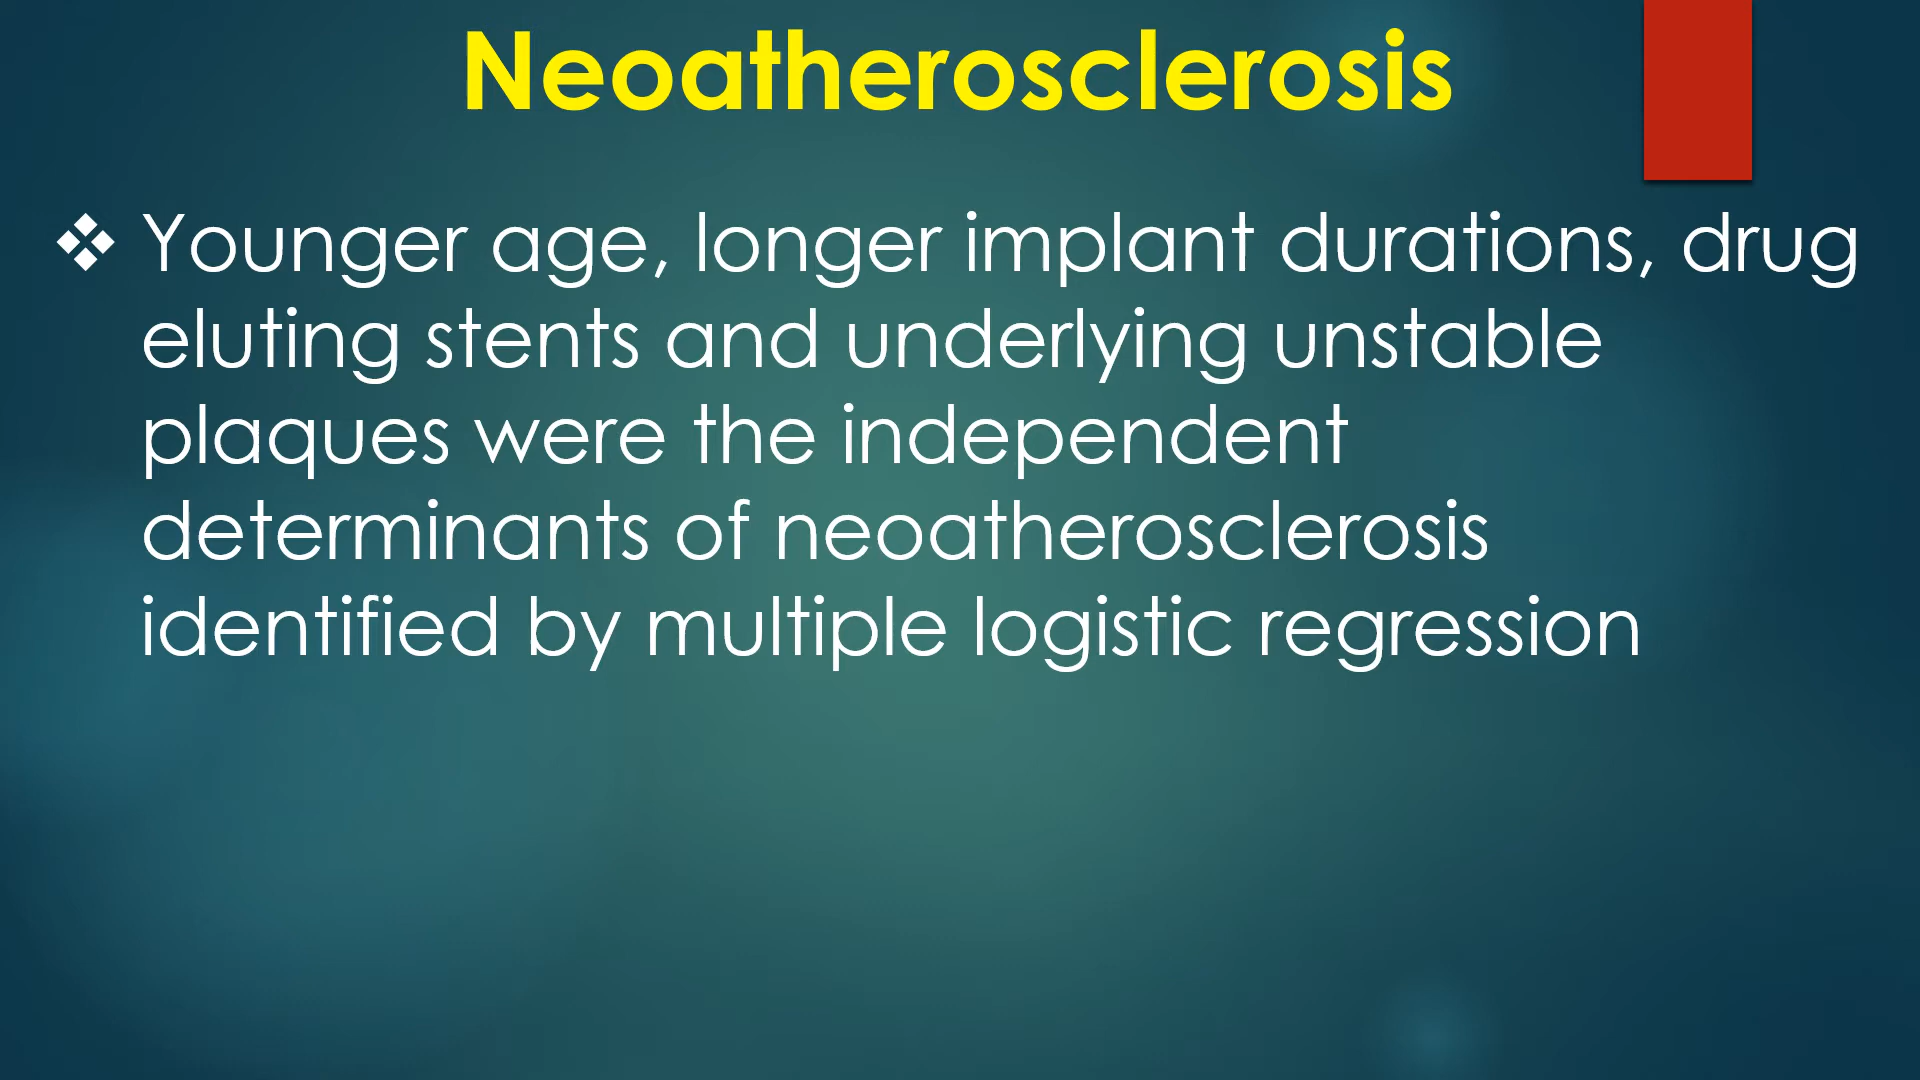 Neoatherosclerosis
❖ Younger age, longer implant durations, drug
eluting stents and underlying unstable
plaques were the independent
determinants of neoatherosclerosis
identified by multiple logistic regression